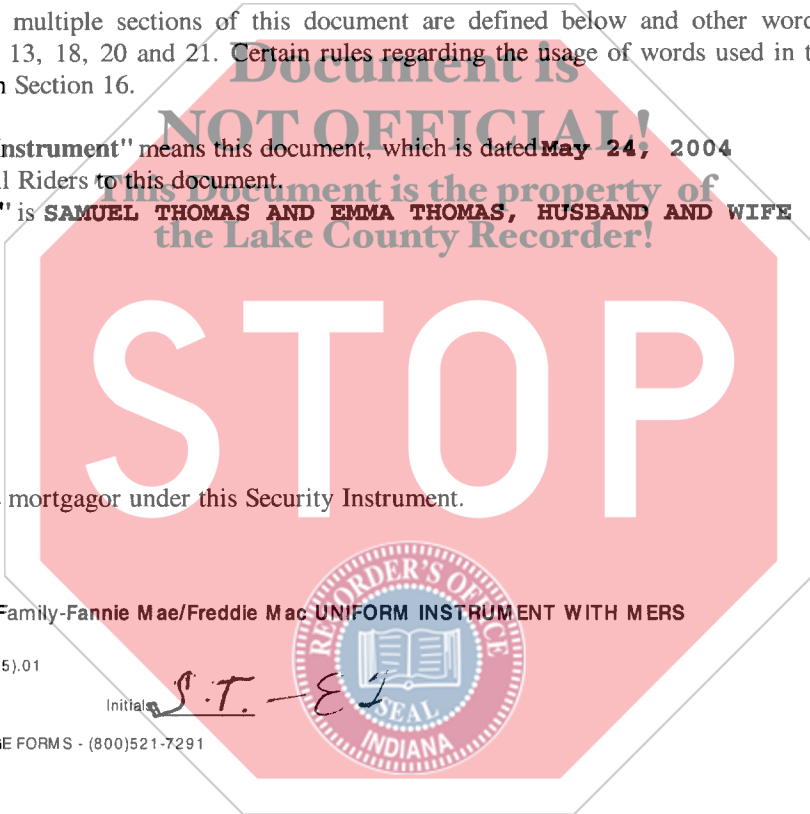 multiple sections of this document are defined below and other word
13, 18, 20 and 21. Certain rules regarding the usage of words used in t
Section 16.
Document is
NOT OFFICIAL!
nstrument" means this document, which is dated May 24, 2004
l Riders to this document.
This Document is the property of
" is SAMUEL THOMAS AND EMMA THOMAS, HUSBAND AND WIFE
the Lake County Recorder!
STOP
mortgagor under this Security Instrument.
Family-Fannie Mae/Freddie Mac UNIFORM INSTRUMENT WITH MERS
5).01
Initials S.T. - ET
RECORDER'S OFFICE
SEAL
INDIANA
GE FORMS - (800)521-7291